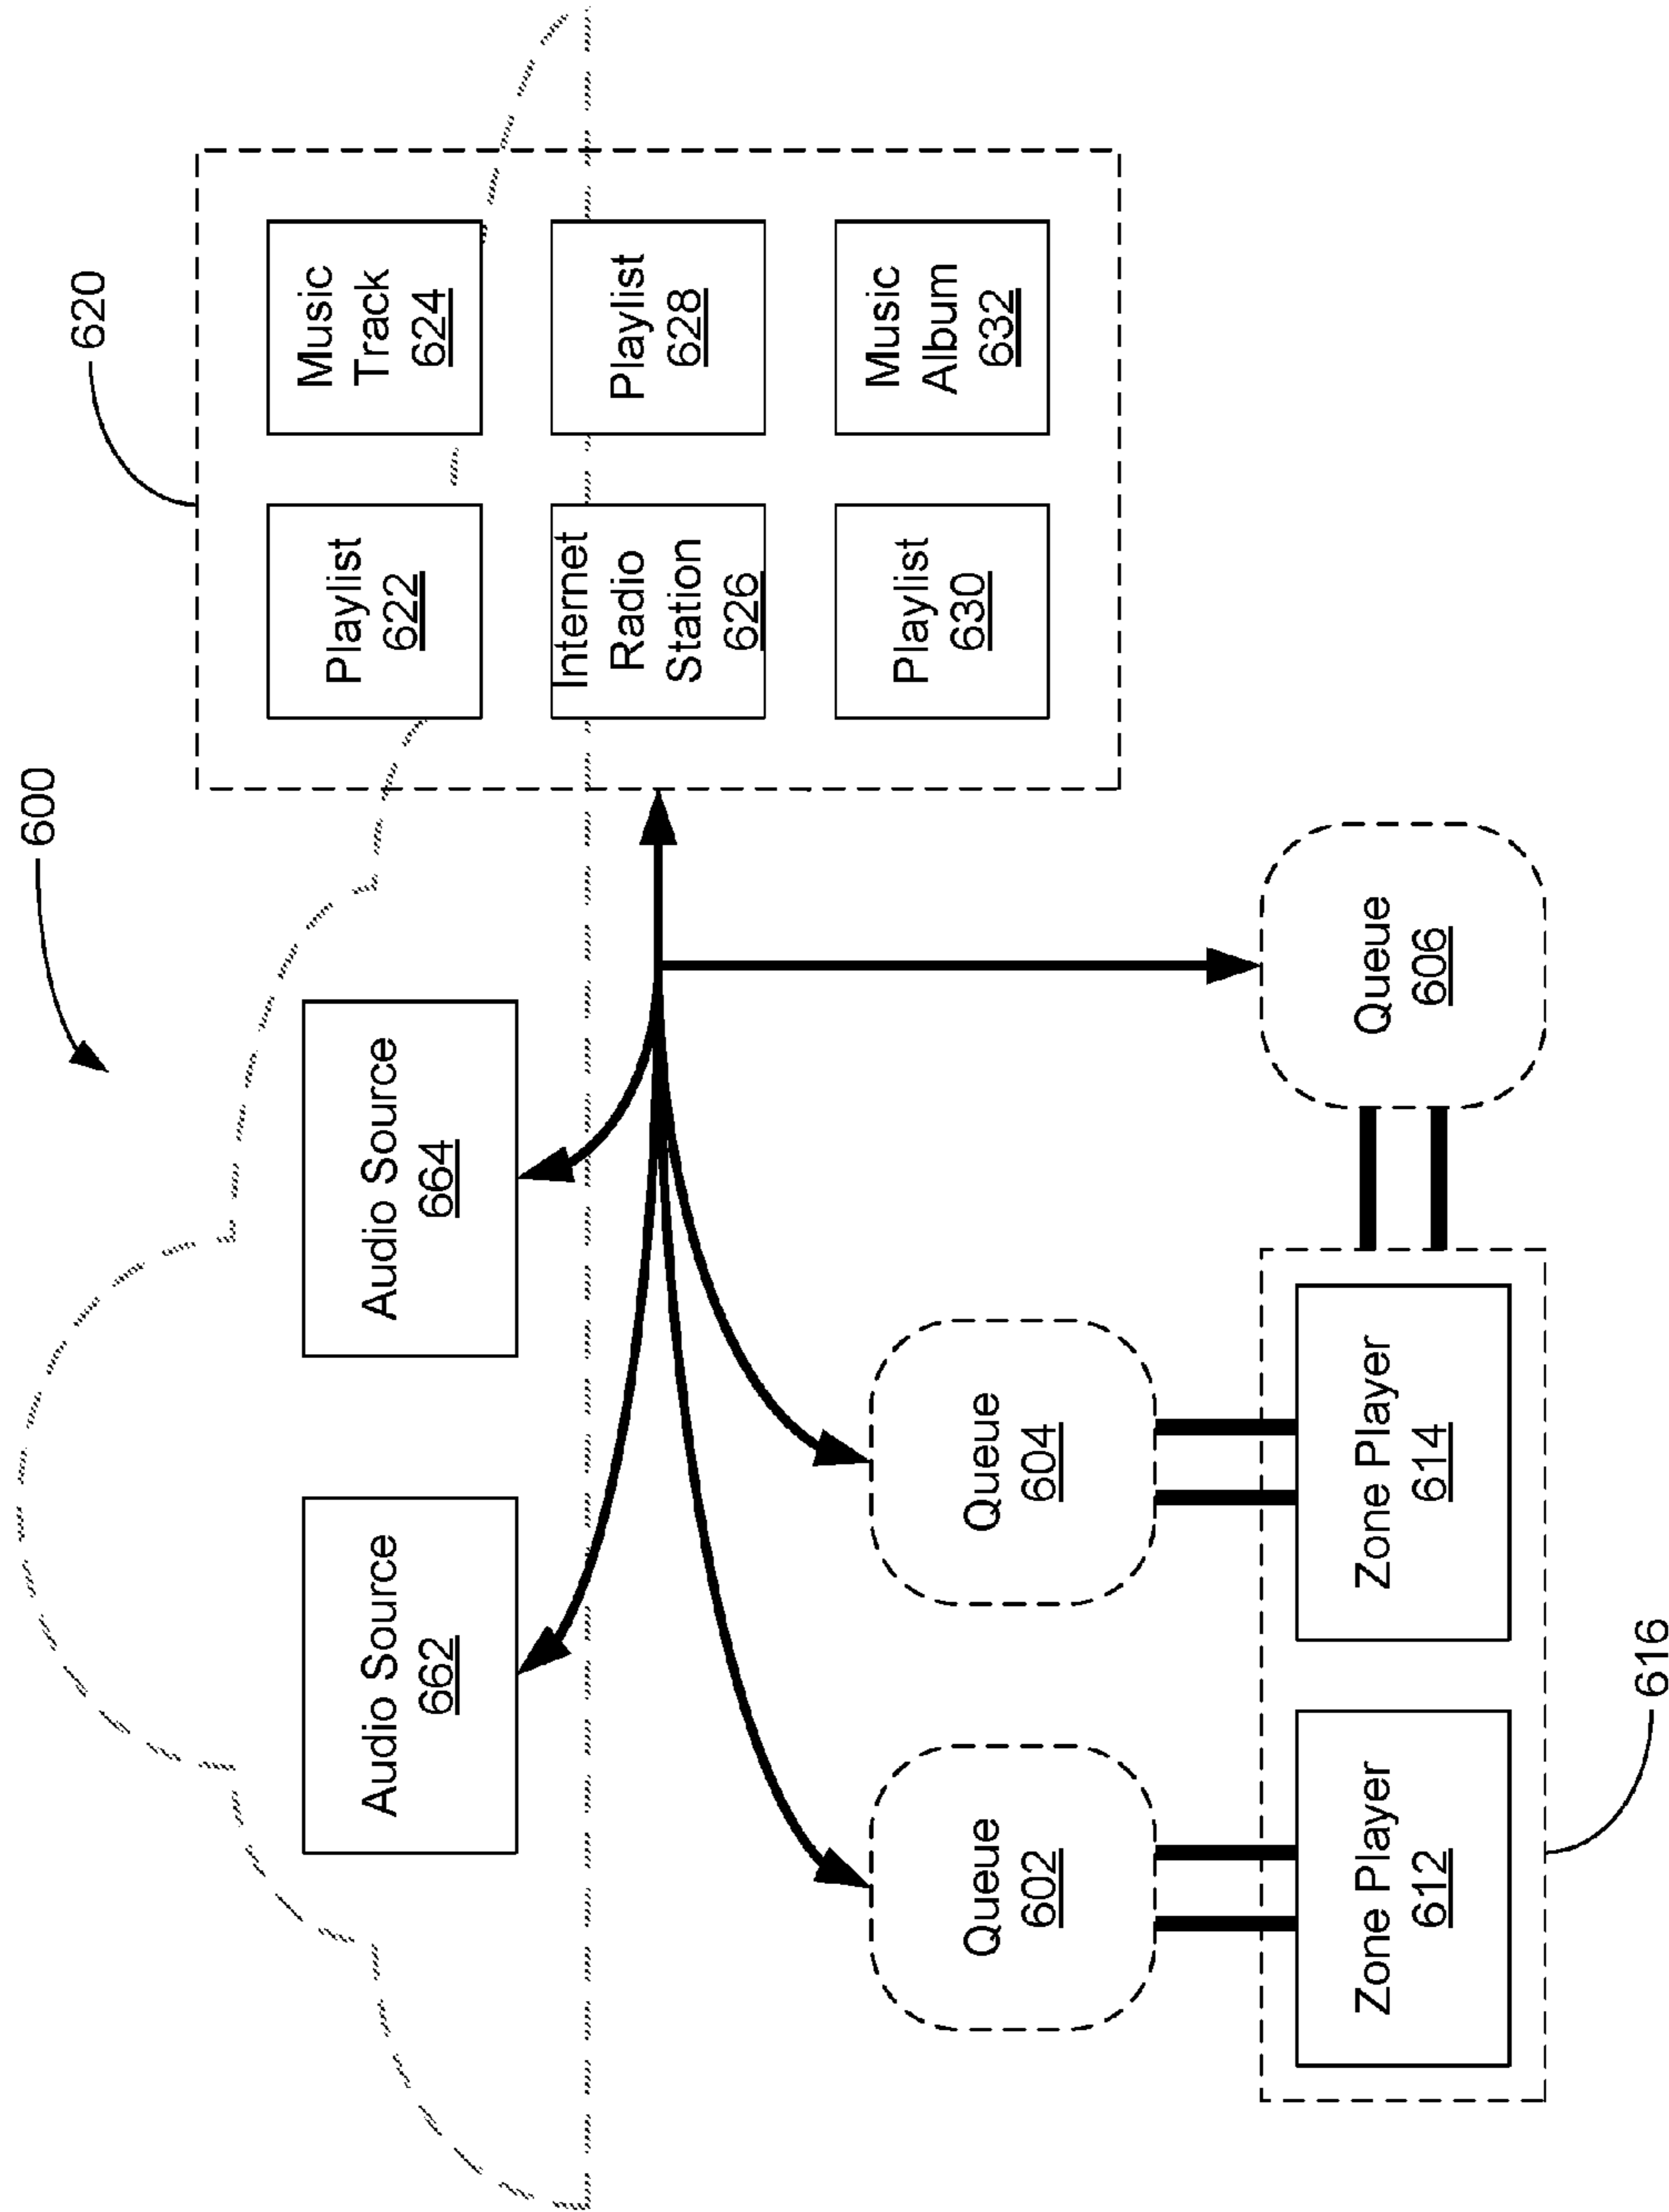 600
620
Audio Source
662
Audio Source
664
Playlist
622
Music
Track
624
Internet
Radio
Station
626
Playlist
628
Playlist
630
Music
Album
632
Queue
602
Queue
604
Queue
606
Zone Player
612
Zone Player
614
616